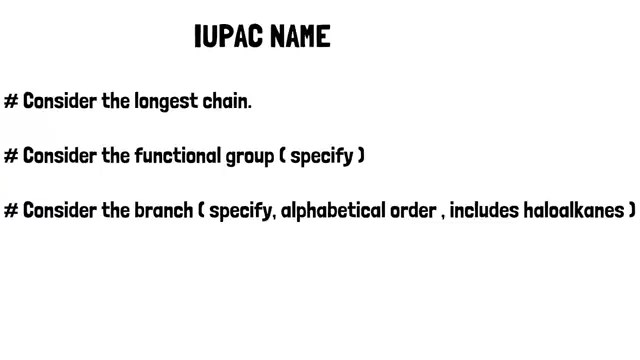 IUPAC NAME
# Consider the longest chain.
# Consider the functional group ( specify )
# Consider the branch ( specify, alphabetical order , includes haloalkanes )